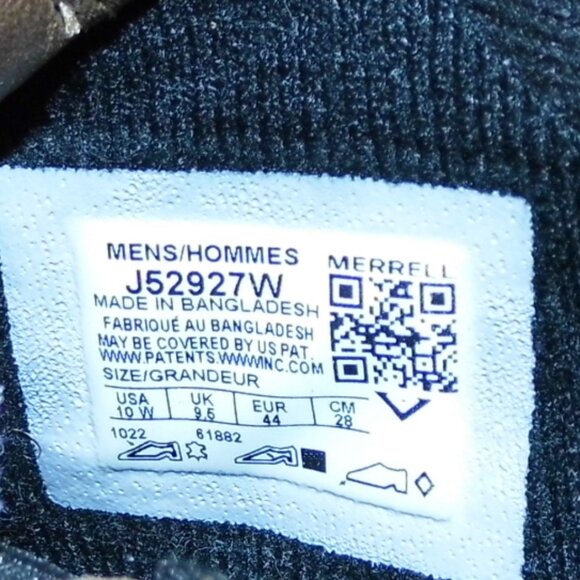 MENS/HOMMES
MERRELL
J52927W
MADE IN BANGLADESH
FABRIQUÉ AU BANGLADESH
MAY BE COVERED BY US PAT.
WWW.PATENTS.WWWINC.COM
SIZE/GRANDEUR
USA UK EUR CM
10 W 9.5 44 28
1022 61882